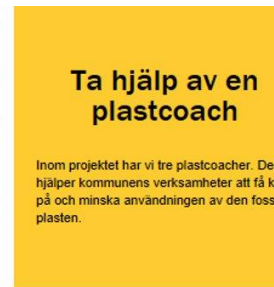 Ta hjälp av en
plastcoach
Inom projektet har vi tre plastcoacher. De
hjälper kommunens verksamheter att få
på och minska användningen av den
plasten.